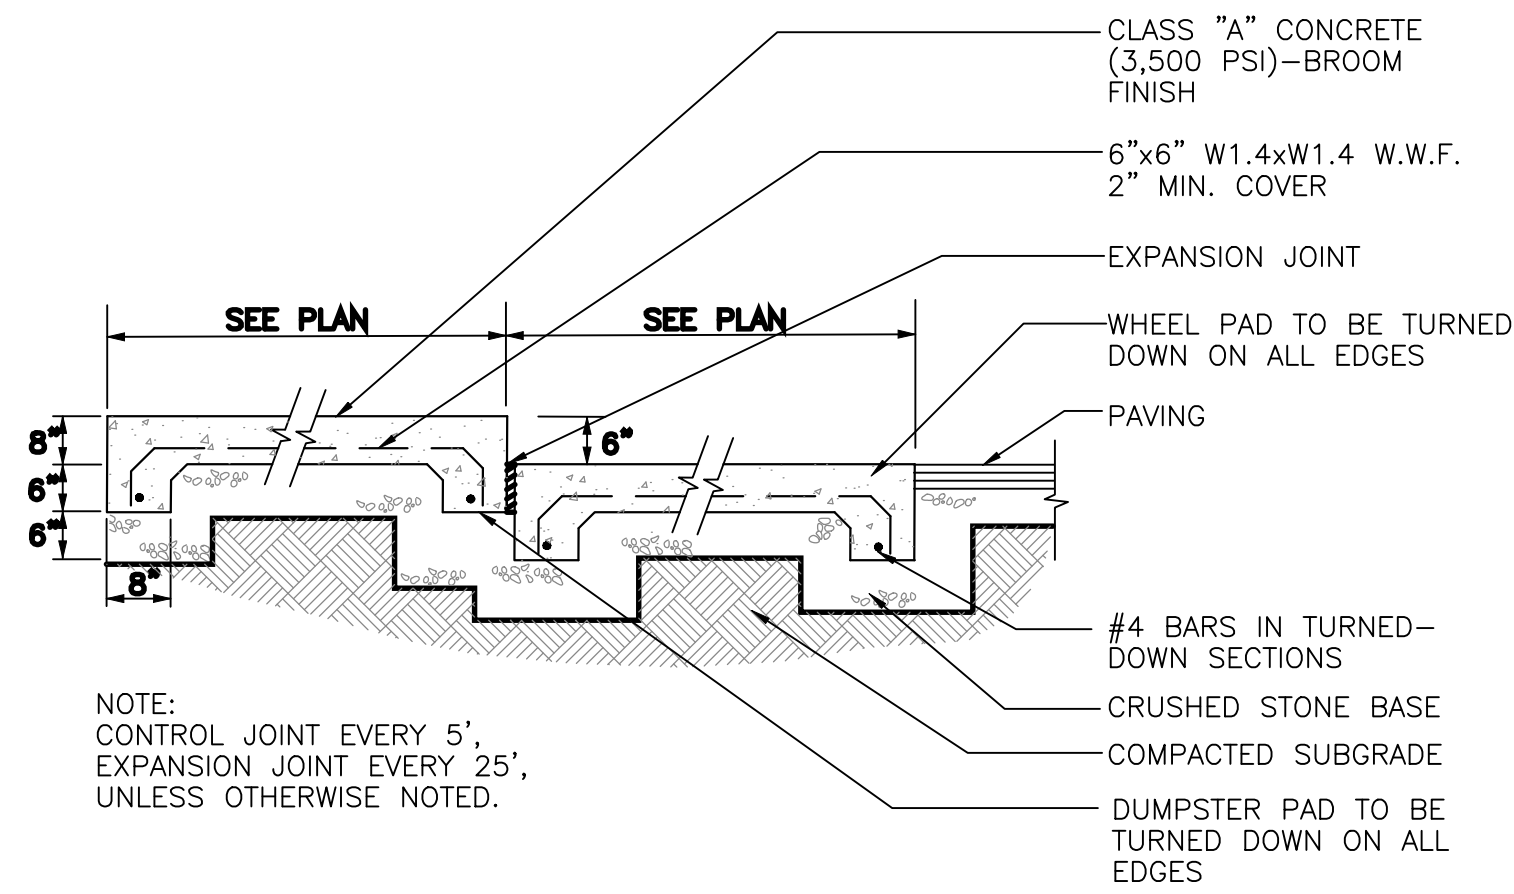 CLASS ”A” CONCRETE
(3,500 PSI)–BROOM
FINISH
6”x6” W1.4xW1.4 W.W.F.
2” MIN. COVER
EXPANSION JOINT
SEE PLAN
SEE PLAN
WHEEL PAD TO BE TURNED
DOWN ON ALL EDGES
PAVING
8”
6”
6”
6”
8”
#4 BARS IN TURNED–
DOWN SECTIONS
CRUSHED STONE BASE
COMPACTED SUBGRADE
DUMPSTER PAD TO BE
TURNED DOWN ON ALL
EDGES
NOTE:
CONTROL JOINT EVERY 5’,
EXPANSION JOINT EVERY 25’,
UNLESS OTHERWISE NOTED.